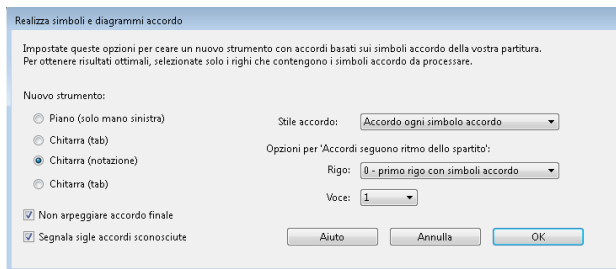 Realizza simboli e diagrammi accordo
Impostate queste opzioni per ceare un nuovo strumento con accordi basati sui simboli accordo della vostra partitura.
Per ottenere risultati ottimali, selezionate solo i righi che contengono i simboli accordo da processare.
Nuovo strumento:
Piano (solo mano sinistra)
Chitarra (tab)
Chitarra (notazione)
Chitarra (tab)
Non arpeggiare accordo finale
Segnala sigle accordi sconosciute
Stile accordo: Accordo ogni simbolo accordo
Opzioni per 'Accordi seguono ritmo dello spartito':
Rigo: 0 - primo rigo con simboli accordo
Voce: 1
Aiuto Annulla OK